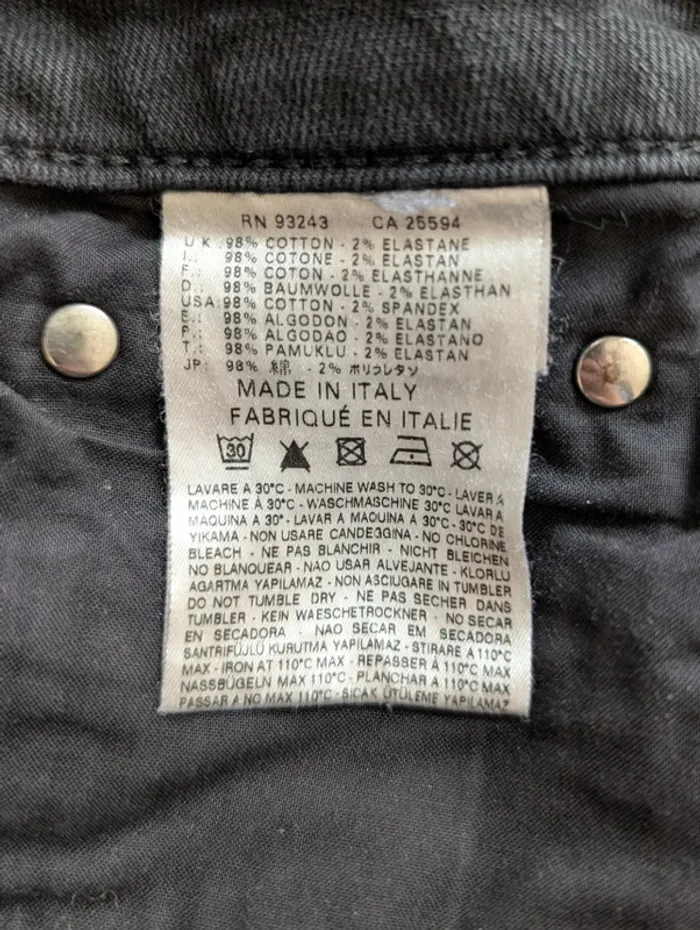 RN 93243 CA 25594
U K : 98% COTTON - 2% ELASTANE
I.: 98% COTONE - 2% ELASTAN
F.: 98% COTON - 2% ELASTHANNE
D.: 98% BAUMWOLLE - 2% ELASTHAN
USA: 98% COTTON - 2% SPANDEX
E.: 98% ALGODON - 2% ELASTAN
P.: 98% ALGODAO - 2% ELASTANO
T.: 98% PAMUKLU - 2% ELASTAN
JP: 98% 綿 - 2% ポリウレタン
MADE IN ITALY
FABRIQUÉ EN ITALIE
30
LAVARE A 30°C - MACHINE WASH TO 30°C - LAVER A
MACHINE À 30°C - WASCHMASCHINE 30°C LAVAR A
MAQUINA A 30° - LAVAR A MAQUINA A 30°C - 30°C DE
YIKAMA - NON USARE CANDEGGINA - NO CHLORINE
BLEACH - NE PAS BLANCHIR - NICHT BLEICHEN
NO BLANQUEAR - NAO USAR ALVEJANTE - KLORLU
AGARTMA YAPILAMAZ - NON ASCIUGARE IN TUMBLER
DO NOT TUMBLE DRY - NE PAS SECHER DANS
TUMBLER - KEIN WAESCHETROCKNER - NO SECAR
EN SECADORA - NAO SECAR EM SECADORA
SANTRIFÜJLÜ KURUTMA YAPILAMAZ - STIRARE A 110°C
MAX - IRON AT 110°C MAX - REPASSER À 110°C MAX
NASSBÜGELN MAX 110°C - PLANCHAR A 110°C MAX
PASSAR A NO MAX 110°C - SICAK ÜTÜLEME YAPILAMAZ